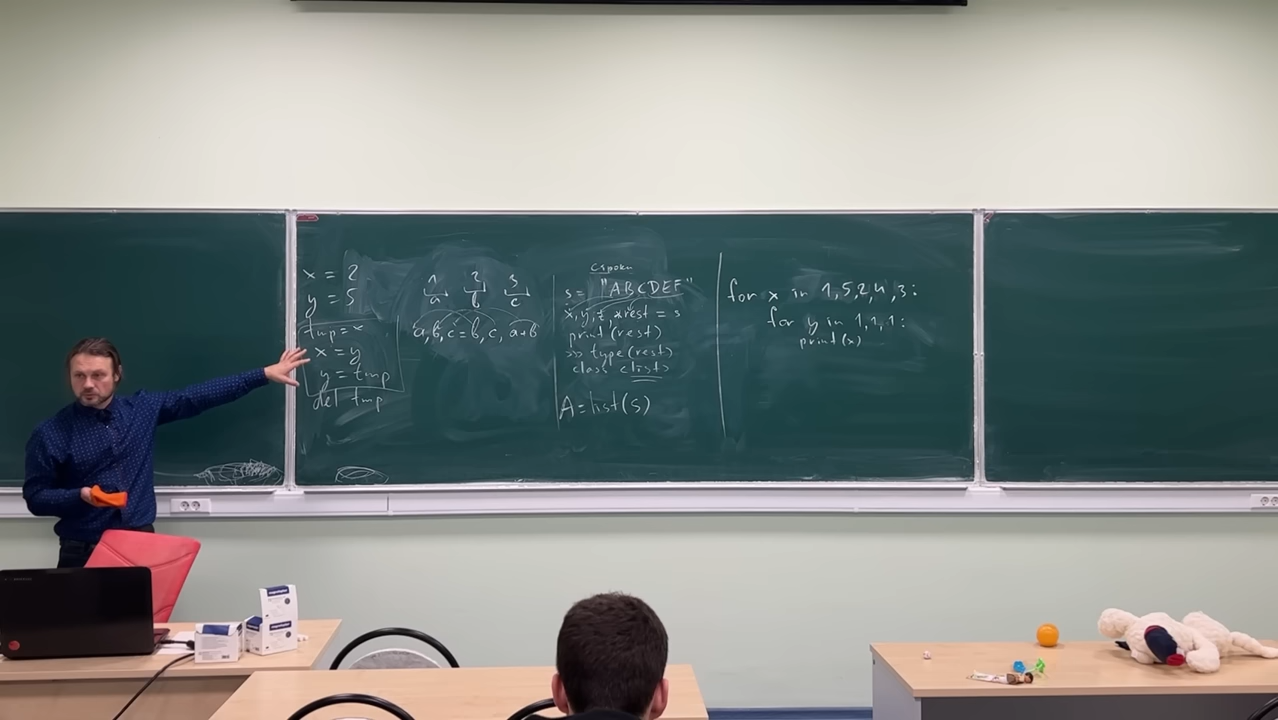 x = 2
y = 5
tmp = x
x = y
y = tmp
del tmp
1 2 3
a b c
a, b, c = b, c, a+b
строки
s = "ABCDEF"
x, y, z, *rest = s
print(rest)
>>> type(rest)
class <list>
A = list(s)
for x in 1,5,2,4,3:
for y in 1,1,1:
print(x)